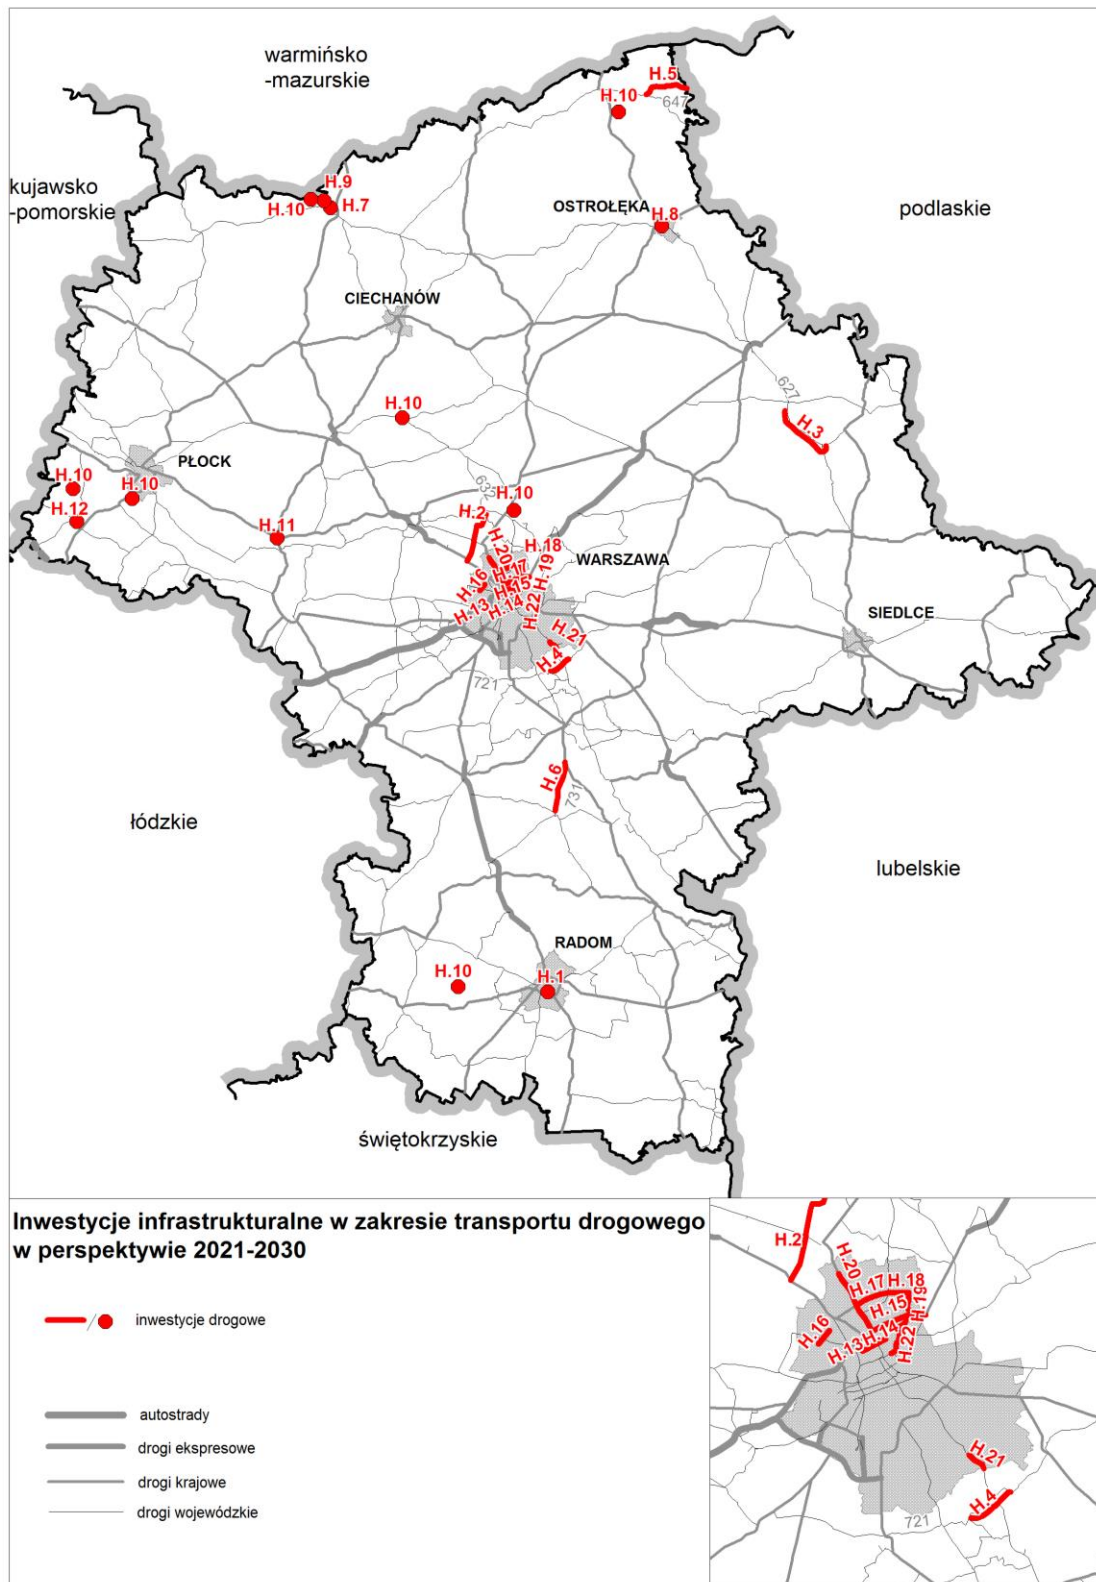 warmińsko
-mazurskie
H.5
647
H.10
kujawsko
-pomorskie
H.9
H.10
H.7
OSTROŁĘKA
H.8
podlaskie
CIECHANÓW
627
H.3
H.10
PŁOCK
H.10
H.10
H.12
H.11
632
H.10
H.2
H.20
H.18
WARSZAWA
H.17
H.19
H.16
H.15
H.13
H.14
H.22
SIEDLCE
H.21
H.4
721
H.6
731
łódzkie
lubelskie
RADOM
H.10
H.1
świętokrzyskie
Inwestycje infrastrukturalne w zakresie transportu drogowego
w perspektywie 2021-2030
inwestycje drogowe
autostrady
drogi ekspresowe
drogi krajowe
drogi wojewódzkie
H.2
H.20
H.17
H.18
H.19
H.15
H.16
H.14
H.13
H.22
H.21
H.4
721